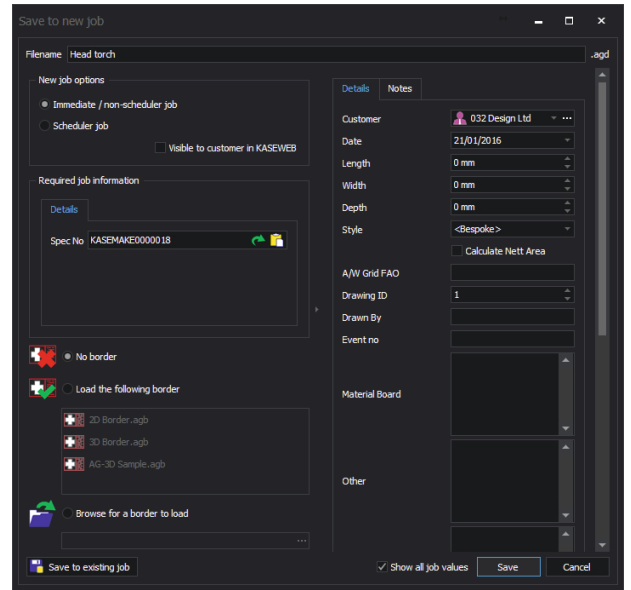 Save to new job
Filename Head torch .agd
New job options
Immediate / non-scheduler job
Scheduler job
Visible to customer in KASEWEB
Required job information
Details
Spec No KASEMAKE0000018
No border
Load the following border
2D Border.agb
3D Border.agb
AG-3D Sample.agb
Browse for a border to load
...
Save to existing job
Details Notes
Customer 032 Design Ltd ...
Date 21/01/2016
Length 0 mm
Width 0 mm
Depth 0 mm
Style <Bespoke>
Calculate Nett Area
A/W Grid FAO
Drawing ID 1
Drawn By
Event no
Material Board
Other
Show all job values Save Cancel